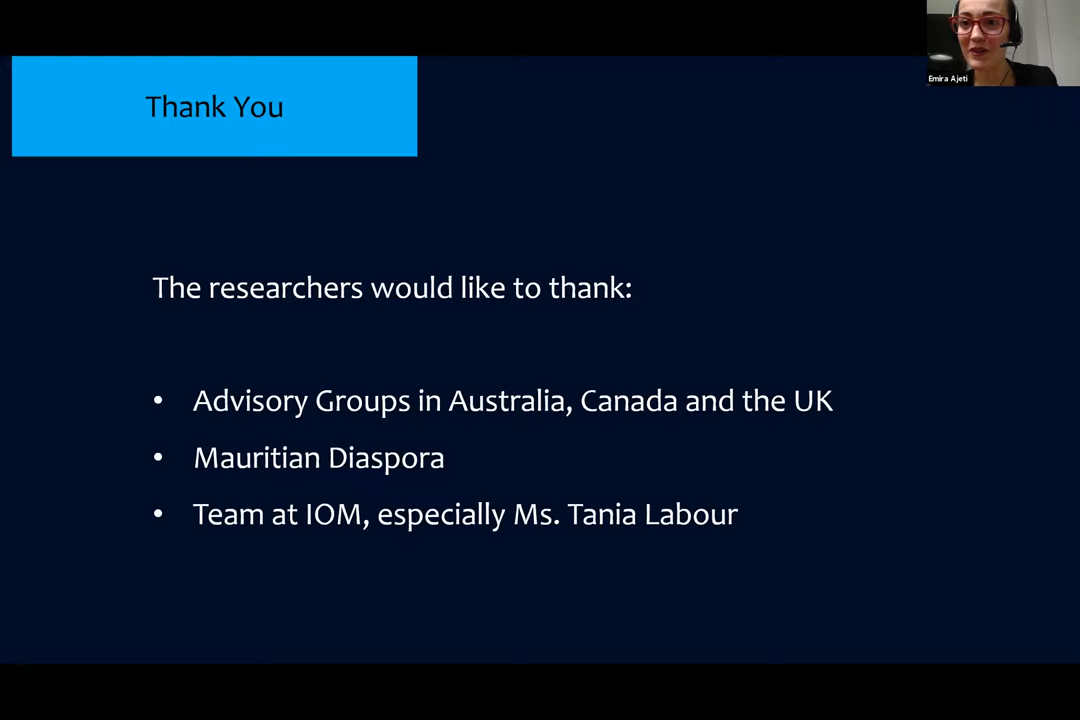 Emira Ajeti
Thank You
The researchers would like to thank:
• Advisory Groups in Australia, Canada and the UK
• Mauritian Diaspora
• Team at IOM, especially Ms. Tania Labour